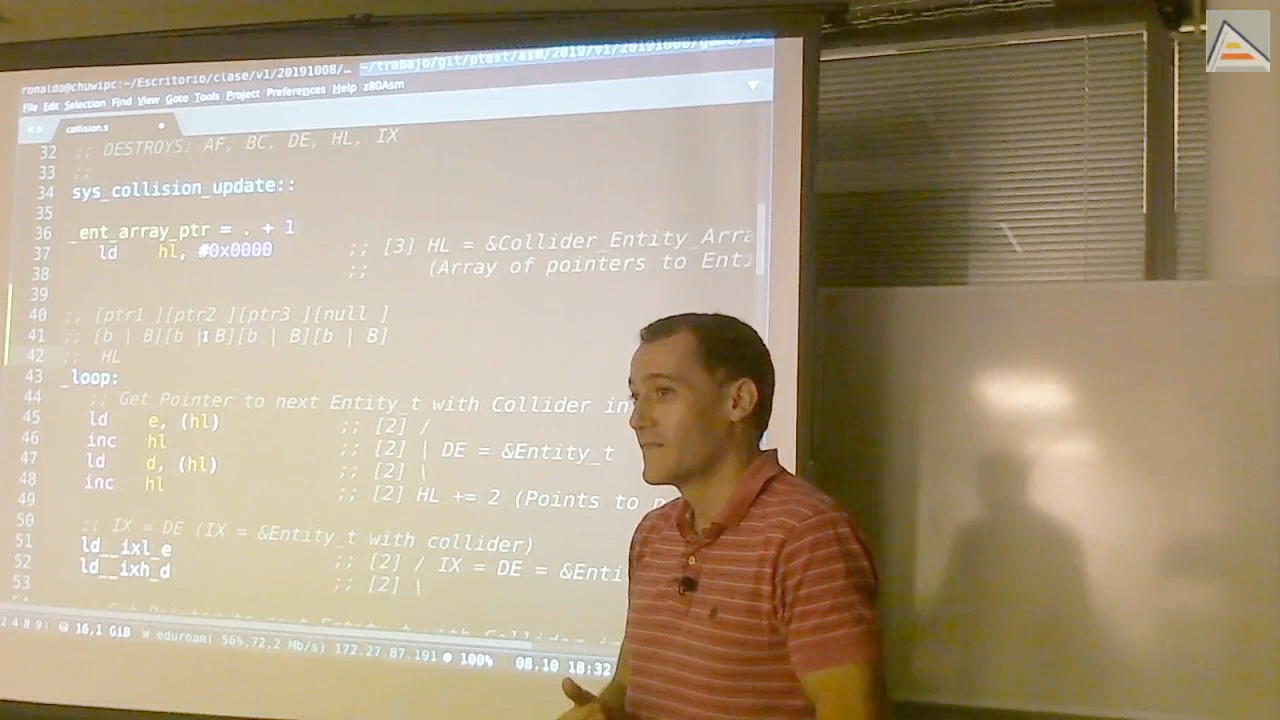 ronaldo@chuwipc:~/Escritorio/clase/v1/20191008/… ~/trabajo/git/ptest/asm/2019/v1/20191008/game/s
File Edit Selection Find View Goto Tools Project Preferences Help z80Asm
collision.s
32 ;; DESTROYS: AF, BC, DE, HL, IX
33 ;;
34 sys_collision_update::
35
36 _ent_array_ptr = . + 1
37 ld hl, #0x0000 ;; [3] HL = &Collider_Entity_Arra
38 ;; (Array of pointers to Enti
39
40 ;; [ptr1 ][ptr2 ][ptr3 ][null ]
41 ;; [b | B][b | B][b | B][b | B]
42 ;; HL
43 _loop:
44 ;; Get Pointer to next Entity_t with Collider in
45 ld e, (hl) ;; [2] /
46 inc hl ;; [2] | DE = &Entity_t
47 ld d, (hl) ;; [2] \
48 inc hl ;; [2] HL += 2 (Points to
49
50 ;; IX = DE (IX = &Entity_t with collider)
51 ld__ixl_e ;; [2] / IX = DE = &Enti
52 ld__ixh_d ;; [2] \
53
16,1 GiB W eduroam( 56%,72,2 Mb/s) 172.27.87.191 100% 08.10 18:32